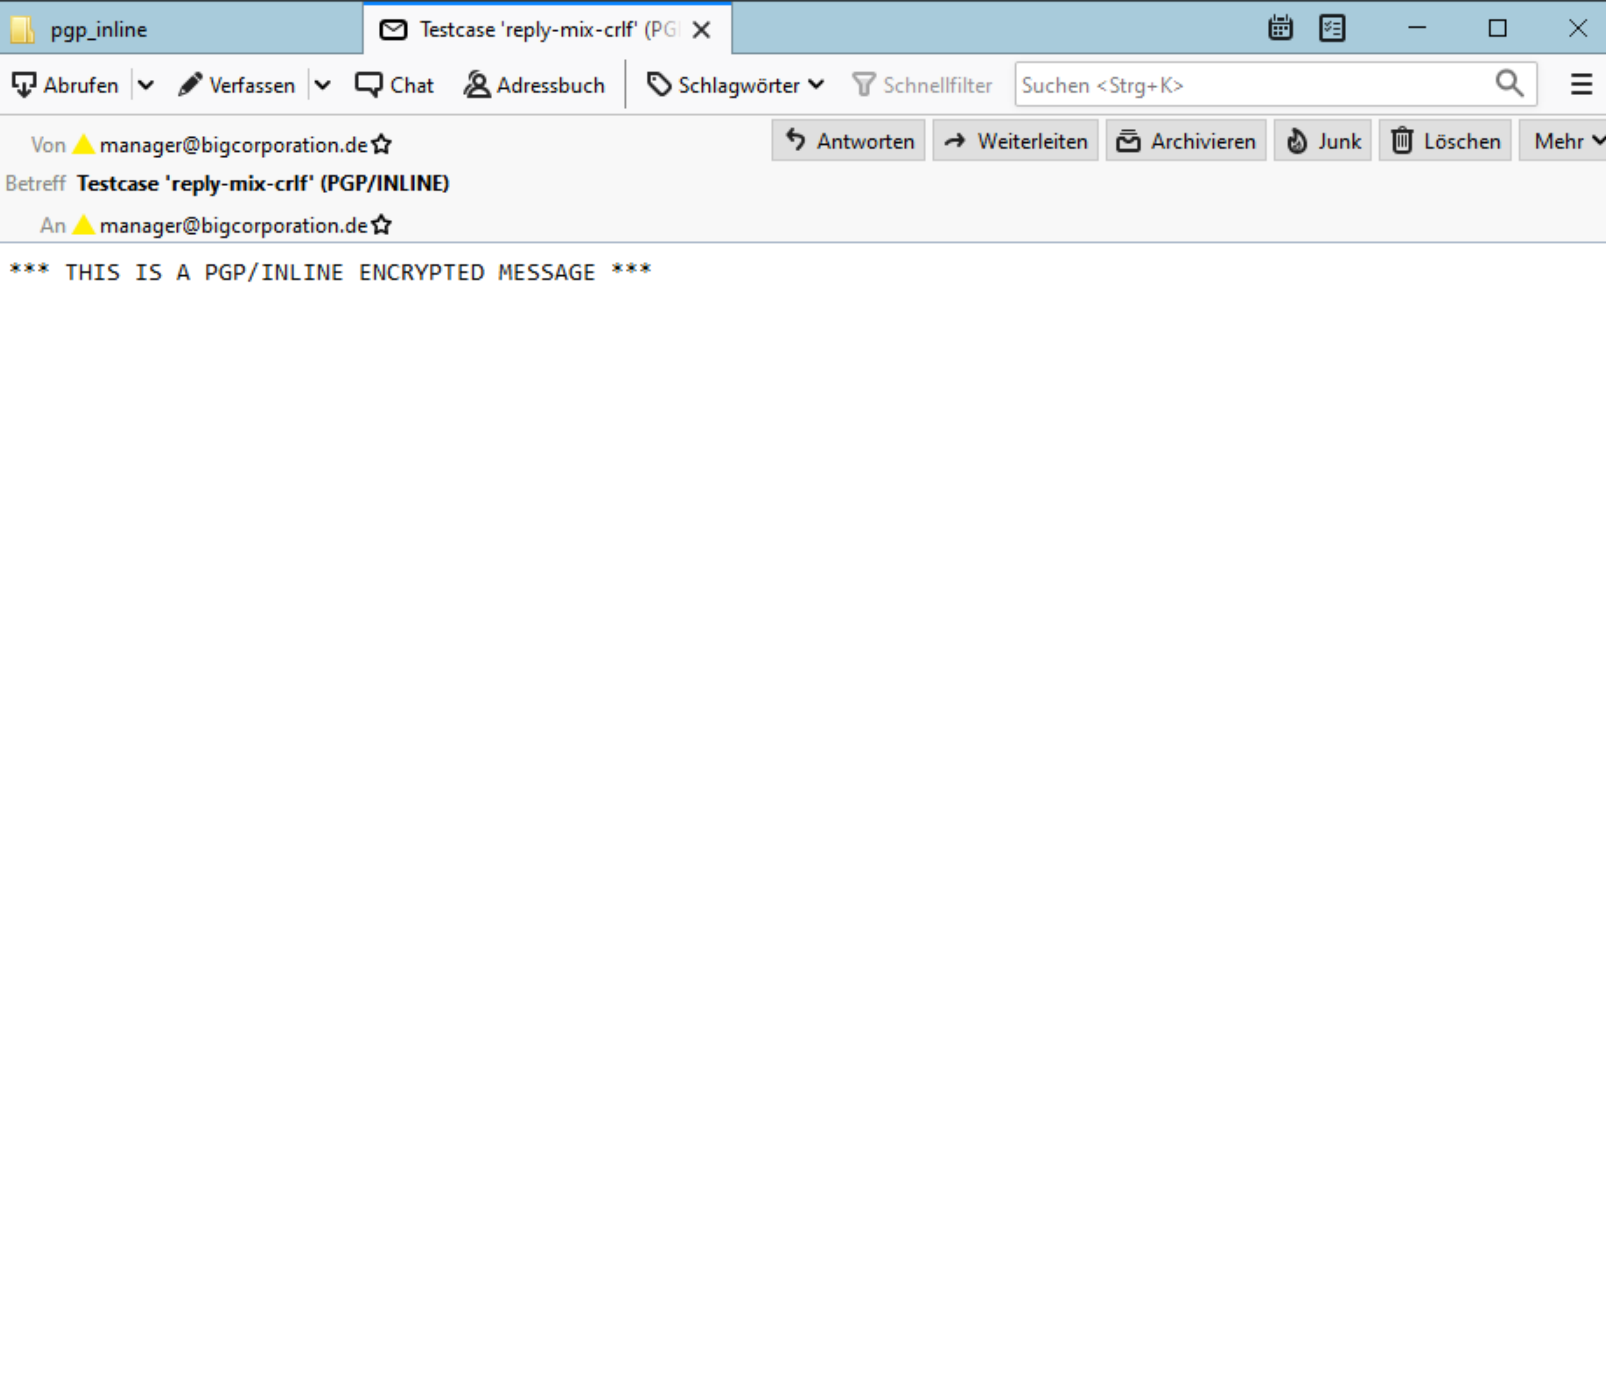 pgp_inline Testcase 'reply-mix-crlf' (PG
Abrufen Verfassen Chat Adressbuch Schlagwörter Schnellfilter Suchen <Strg+K>
Von manager@bigcorporation.de Antworten Weiterleiten Archivieren Junk Löschen Mehr
Betreff Testcase 'reply-mix-crlf' (PGP/INLINE)
An manager@bigcorporation.de
*** THIS IS A PGP/INLINE ENCRYPTED MESSAGE ***